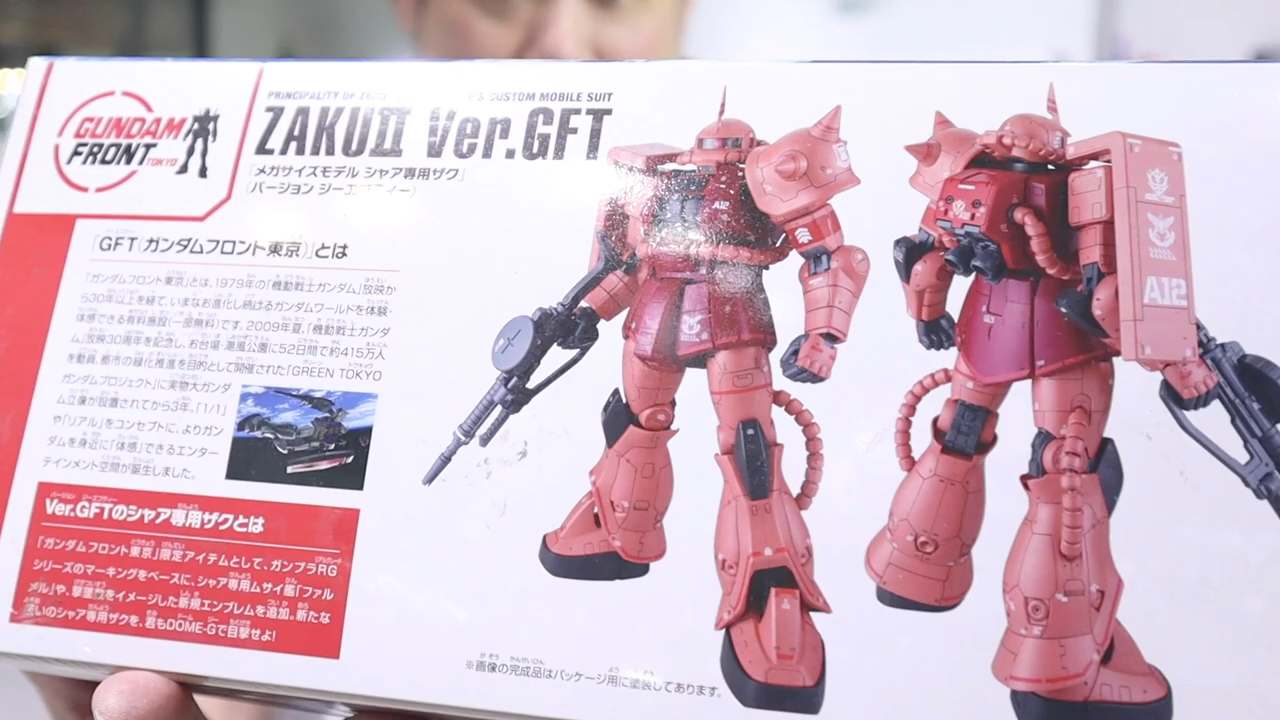 GUNDAM
FRONT TOKYO
PRINCIPALITY OF ZEON CUSTOM MOBILE SUIT
ZAKUⅡ Ver.GFT
「メガサイズモデル シャア専用ザク」
(バージョン ジーエフティー)
「GFT(ガンダムフロント東京)」とは
「ガンダムフロント東京」とは、1979年の「機動戦士ガンダム」放映か
ら30年以上を経て、いまなお進化し続けるガンダムワールドを体験・
体感できる有料施設(一部無料)です。2009年夏、「機動戦士ガンダ
ム」放映30周年を記念し、お台場・潮風公園に52日間で約415万人
を動員、都市の緑化推進を目的として開催された「GREEN TOKYO
ガンダムプロジェクト」に実物大ガンダ
ム立像が設置されてから3年。「1/1」
や「リアル」をコンセプトに、よりガン
ダムを身近に「体感」できるエンター
テインメント空間が誕生しました。
Ver.GFTのシャア専用ザクとは
「ガンダムフロント東京」限定アイテムとして、ガンプラRG
シリーズのマーキングをベースに、シャア専用ムサイ艦「ファル
メル」や、撃墜数をイメージした新規エンブレムを追加。新たな
装いのシャア専用ザクを、君もDOME-Gで目撃せよ!
A12
A12
※画像の完成品はパッケージ用に塗装してあります。